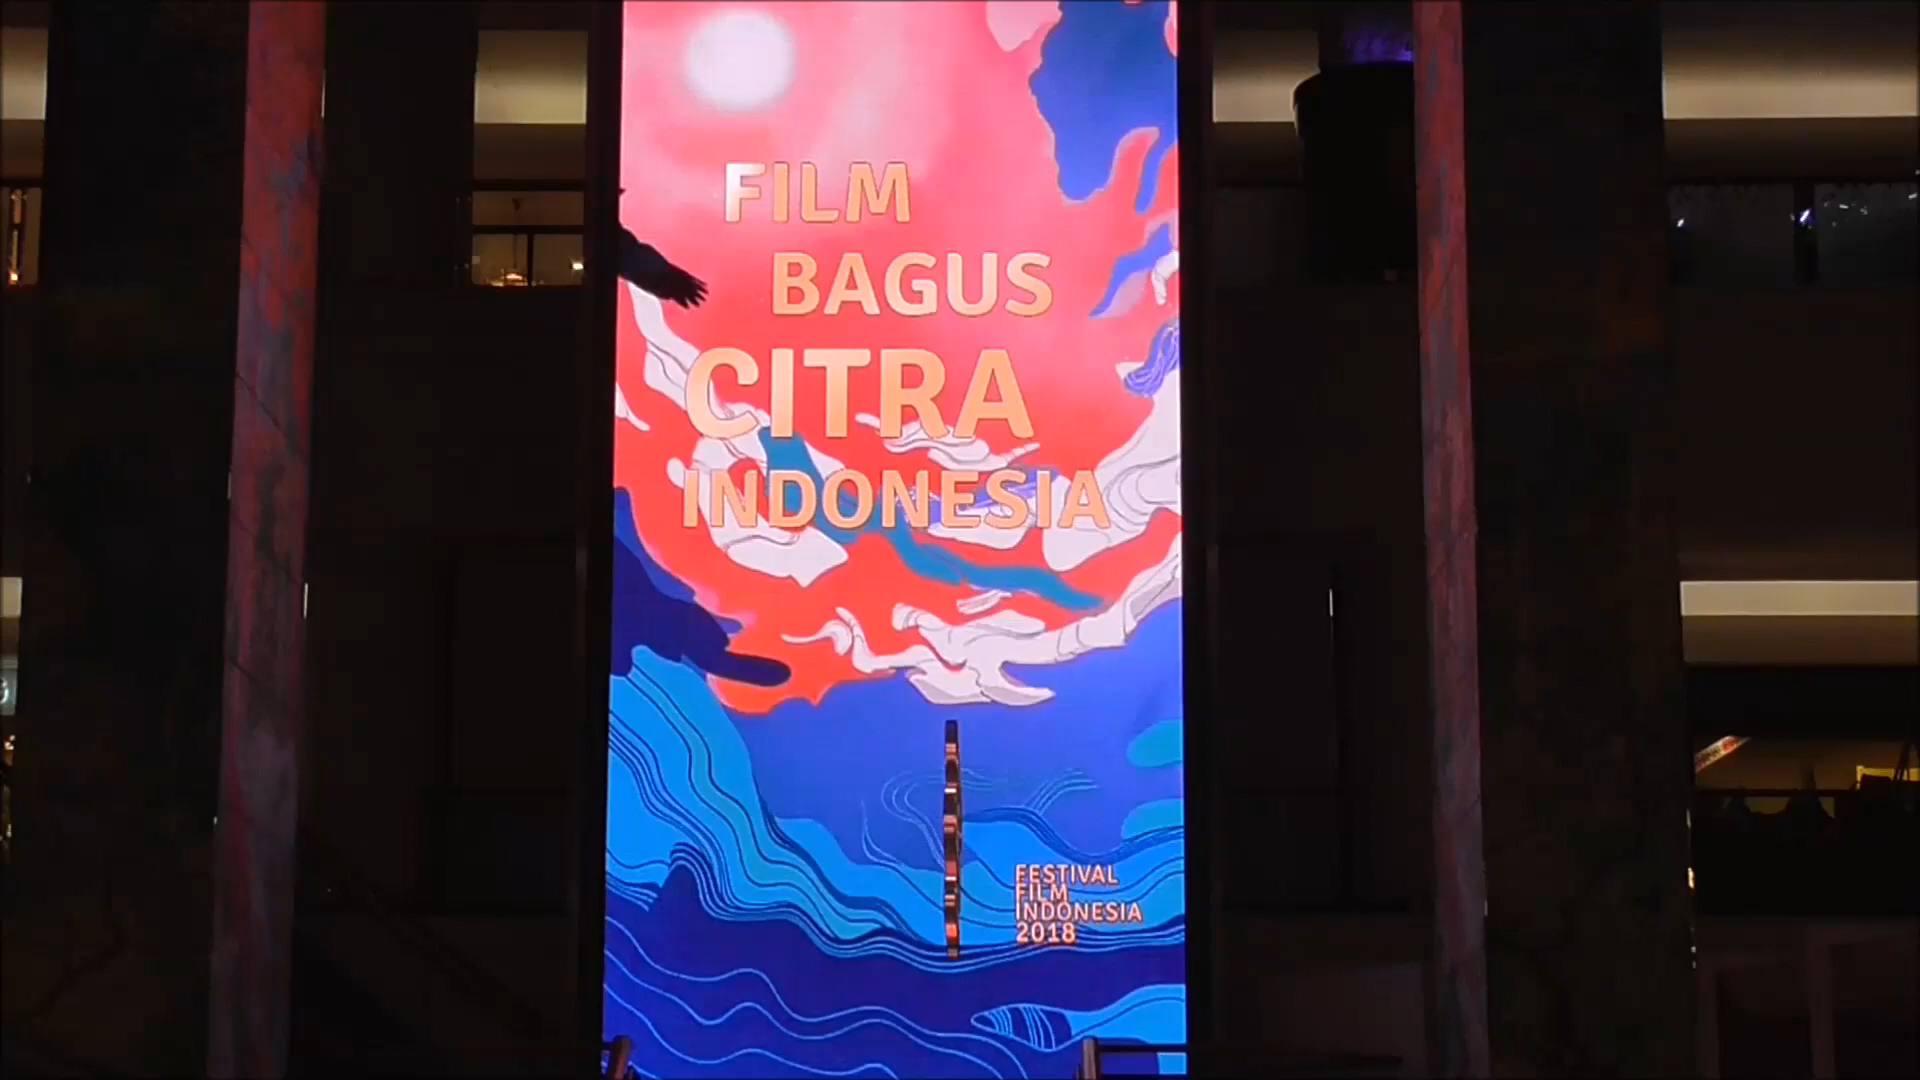 FILM
BAGUS
CITRA
INDONESIA
FESTIVAL
FILM
INDONESIA
2018